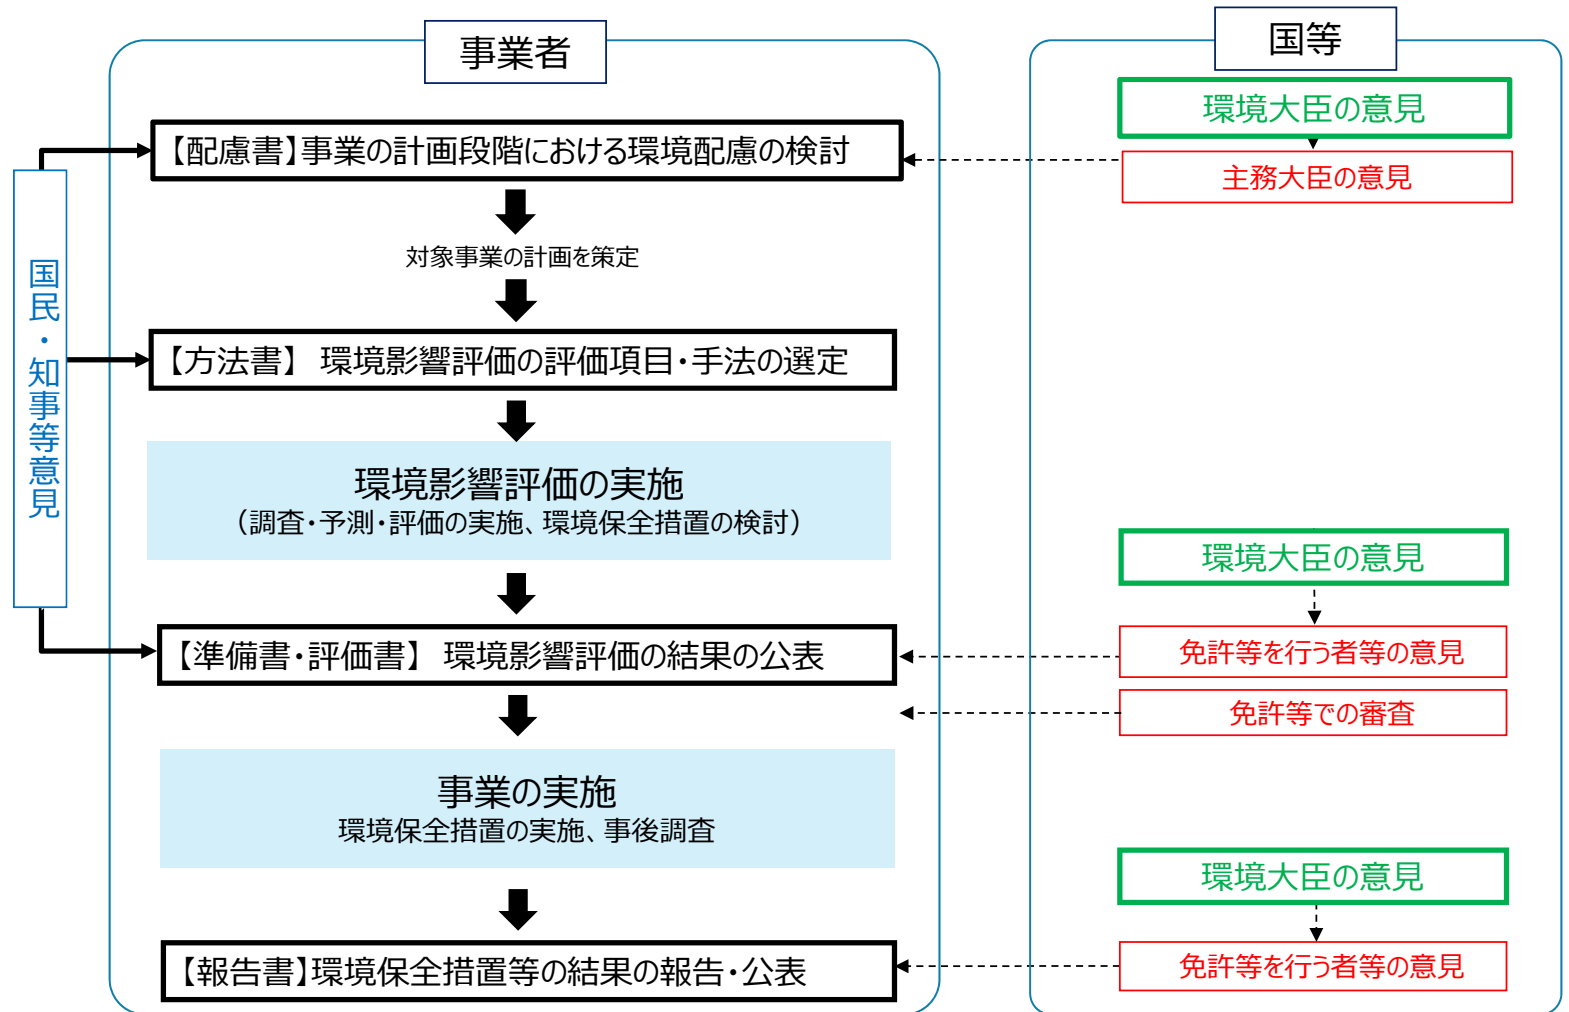 事業者
国等
環境大臣の意見
【配慮書】事業の計画段階における環境配慮の検討
主務大臣の意見
対象事業の計画を策定
国民・知事等意見
【方法書】 環境影響評価の評価項目・手法の選定
環境影響評価の実施
（調査・予測・評価の実施、環境保全措置の検討）
環境大臣の意見
【準備書・評価書】 環境影響評価の結果の公表
免許等を行う者等の意見
免許等での審査
事業の実施
環境保全措置の実施、事後調査
環境大臣の意見
【報告書】環境保全措置等の結果の報告・公表
免許等を行う者等の意見